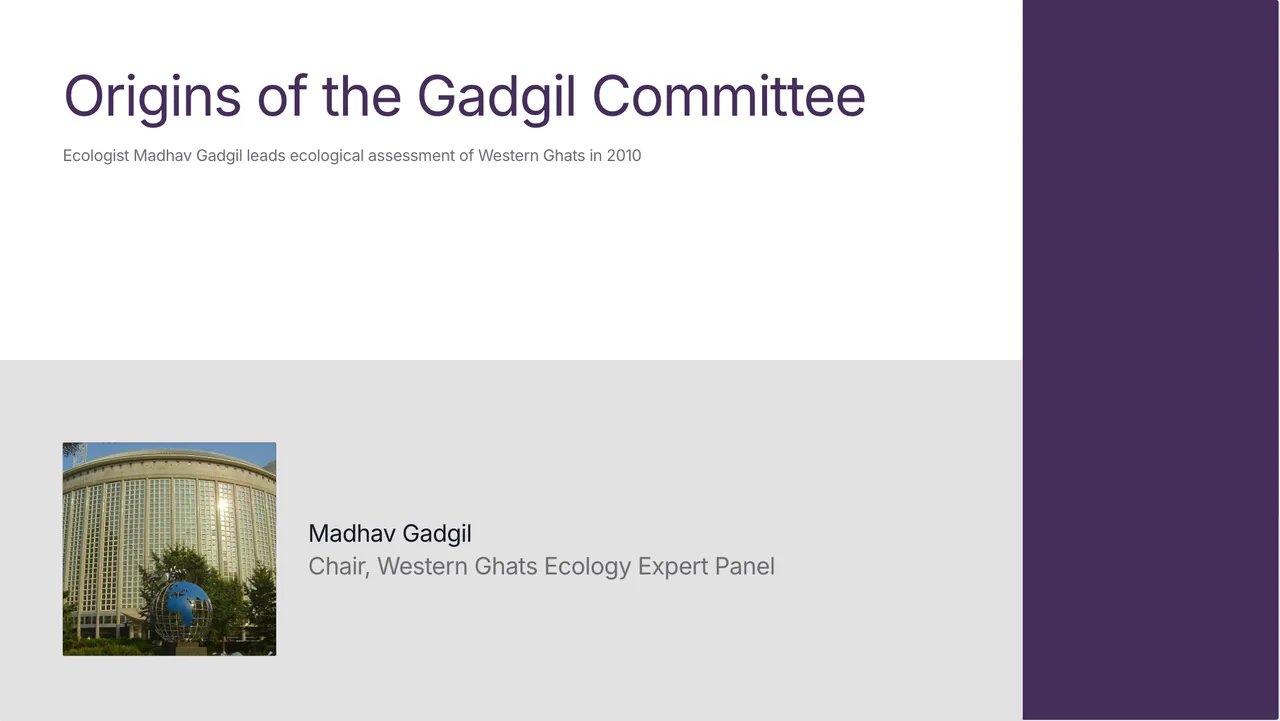 Origins of the Gadgil Committee
Ecologist Madhav Gadgil leads ecological assessment of Western Ghats in 2010
Madhav Gadgil
Chair, Western Ghats Ecology Expert Panel